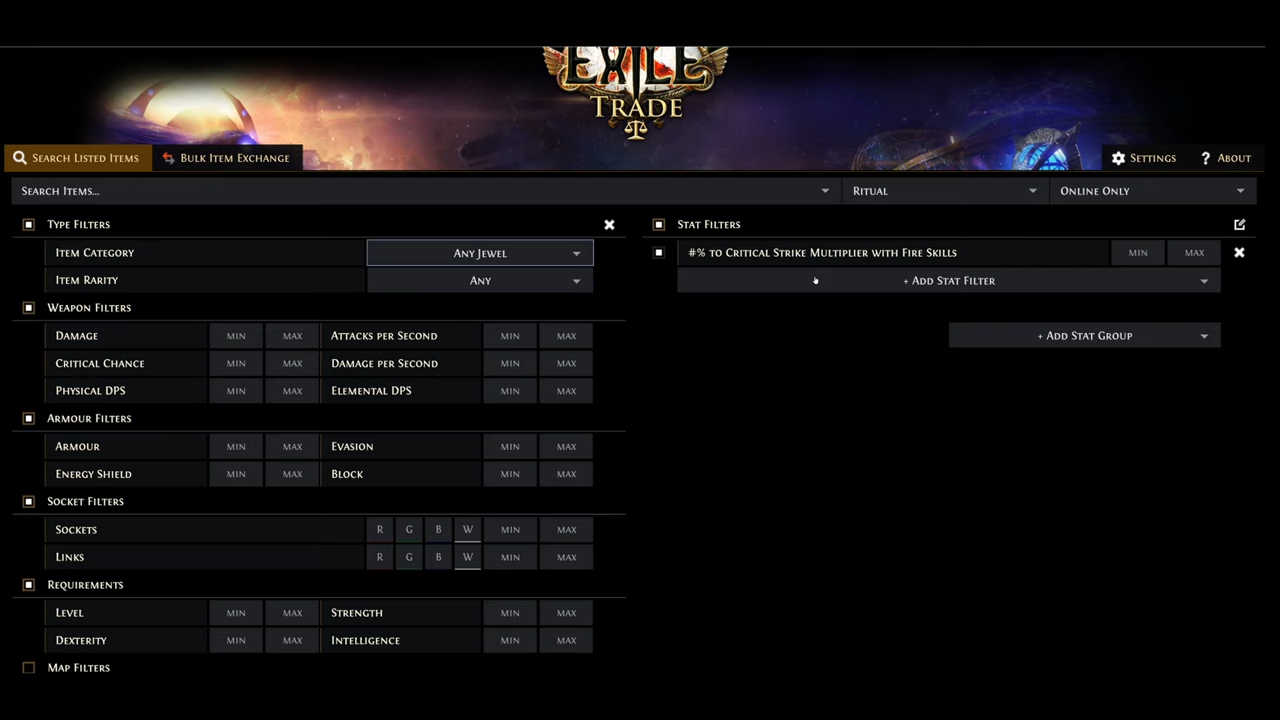 EXILE
TRADE
SEARCH LISTED ITEMS
BULK ITEM EXCHANGE
SETTINGS
? ABOUT
SEARCH ITEMS...
RITUAL
ONLINE ONLY
TYPE FILTERS
ITEM CATEGORY
ANY JEWEL
ITEM RARITY
ANY
WEAPON FILTERS
DAMAGE MIN MAX ATTACKS PER SECOND MIN MAX
CRITICAL CHANCE MIN MAX DAMAGE PER SECOND MIN MAX
PHYSICAL DPS MIN MAX ELEMENTAL DPS MIN MAX
ARMOUR FILTERS
ARMOUR MIN MAX EVASION MIN MAX
ENERGY SHIELD MIN MAX BLOCK MIN MAX
SOCKET FILTERS
SOCKETS R G B W MIN MAX
LINKS R G B W MIN MAX
REQUIREMENTS
LEVEL MIN MAX STRENGTH MIN MAX
DEXTERITY MIN MAX INTELLIGENCE MIN MAX
MAP FILTERS
STAT FILTERS
#% TO CRITICAL STRIKE MULTIPLIER WITH FIRE SKILLS MIN MAX
+ ADD STAT FILTER
+ ADD STAT GROUP